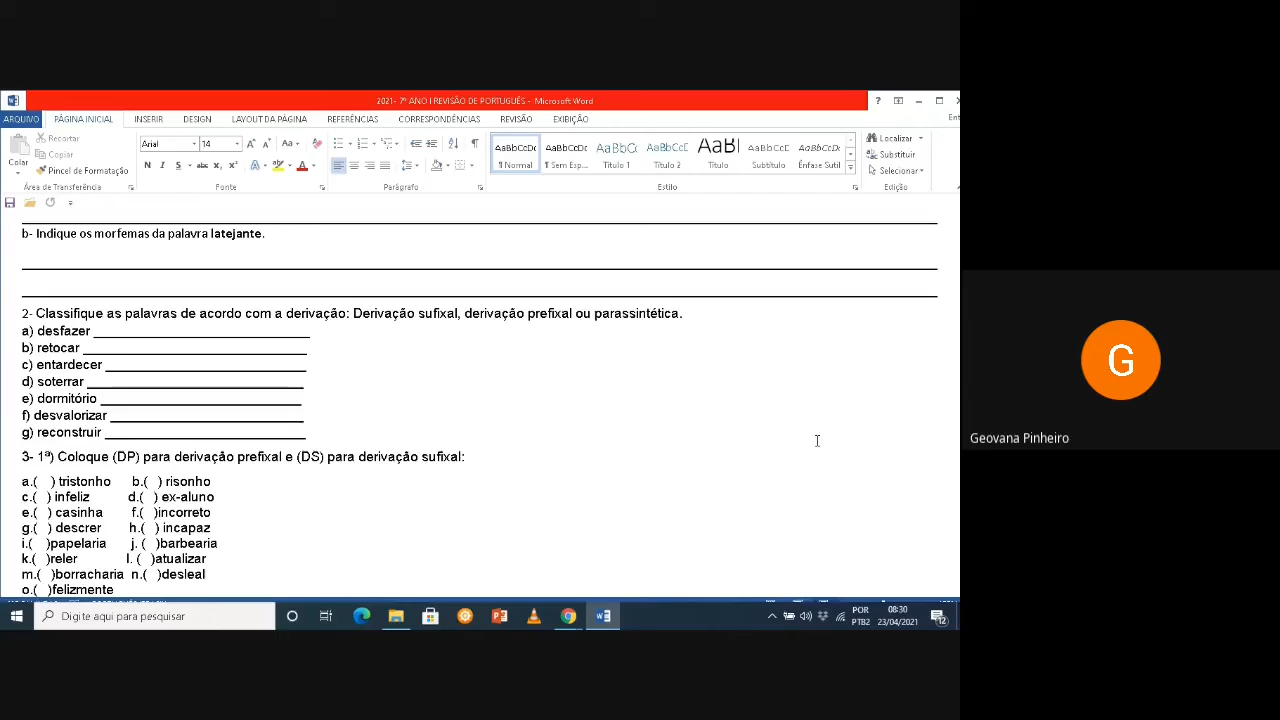 2021- 7º ANO I REVISÃO DE PORTUGUÊS - Microsoft Word
ARQUIVO PÁGINA INICIAL INSERIR DESIGN LAYOUT DA PÁGINA REFERÊNCIAS CORRESPONDÊNCIAS REVISÃO EXIBIÇÃO Ent
Colar
Recortar
Copiar
Pincel de Formatação
Área de Transferência
Arial 14
Fonte
Parágrafo
AaBbCcDc AaBbCcDc AaBbC AaBbCcE AaBl AaBbCcC AaBbCcDc
¶ Normal ¶ Sem Esp... Título 1 Título 2 Título Subtítulo Ênfase Sutil
Estilo
Localizar
Substituir
Selecionar
Edição
b- Indique os morfemas da palavra latejante.
2- Classifique as palavras de acordo com a derivação: Derivação sufixal, derivação prefixal ou parassintética.
a) desfazer
b) retocar
c) entardecer
d) soterrar
e) dormitório
f) desvalorizar
g) reconstruir
3- 1ª) Coloque (DP) para derivação prefixal e (DS) para derivação sufixal:
a.( ) tristonho b.( ) risonho
c.( ) infeliz d.( ) ex-aluno
e.( ) casinha f.( )incorreto
g.( ) descrer h.( ) incapaz
i.( )papelaria j. ( )barbearia
k.( )reler l. ( )atualizar
m.( )borracharia n.( )desleal
o.( )felizmente
Digite aqui para pesquisar
POR
PTB2
08:30
23/04/2021
12
G
Geovana Pinheiro